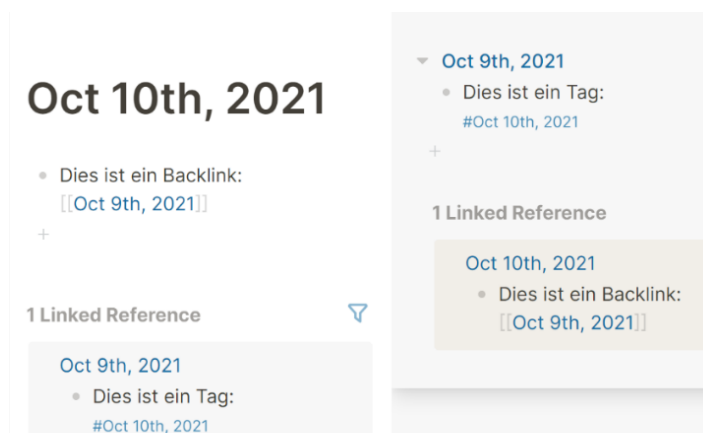 Oct 10th, 2021
Dies ist ein Backlink:
[[Oct 9th, 2021]]
1 Linked Reference
Oct 9th, 2021
Dies ist ein Tag:
#Oct 10th, 2021
Oct 9th, 2021
Dies ist ein Tag:
#Oct 10th, 2021
1 Linked Reference
Oct 10th, 2021
Dies ist ein Backlink:
[[Oct 9th, 2021]]